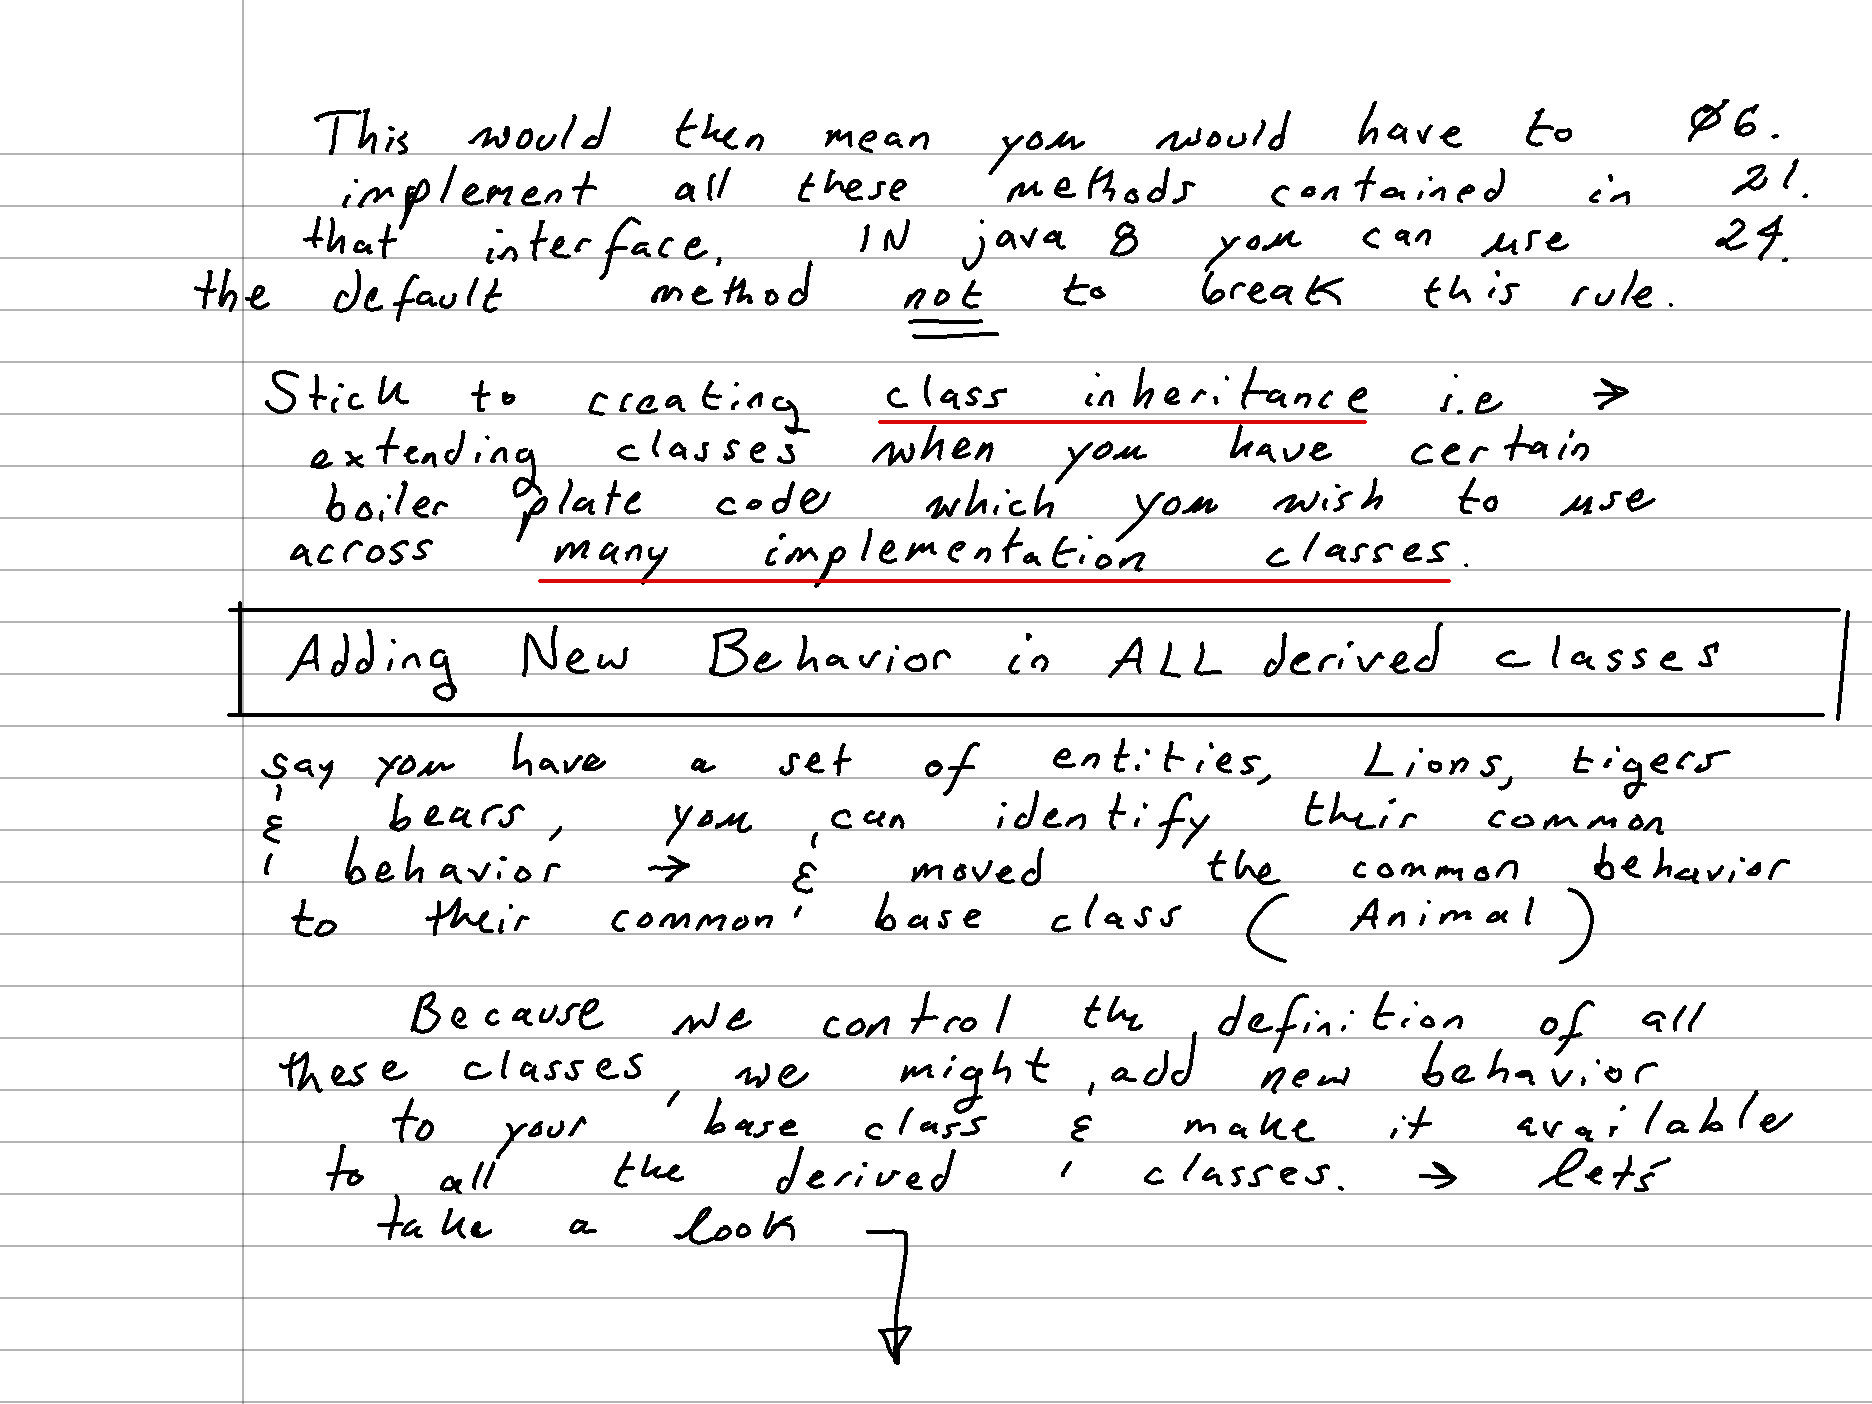 This would then mean you would have to Ø6.
implement all these methods contained in 21.
that interface, IN java 8 you can use 24.
the default method not to break this rule.
Stick to creating class inheritance i.e →
extending classes when you have certain
boiler plate code which you wish to use
across many implementation classes.
Adding New Behavior in ALL derived classes
say you have a set of entities, Lions, tigers
& bears, you can identify their common
behavior → & moved the common behavior
to their common base class (Animal)
Because we control the definition of all
these classes, we might add new behavior
to your base class & make it available
to all the derived classes. → lets
take a look